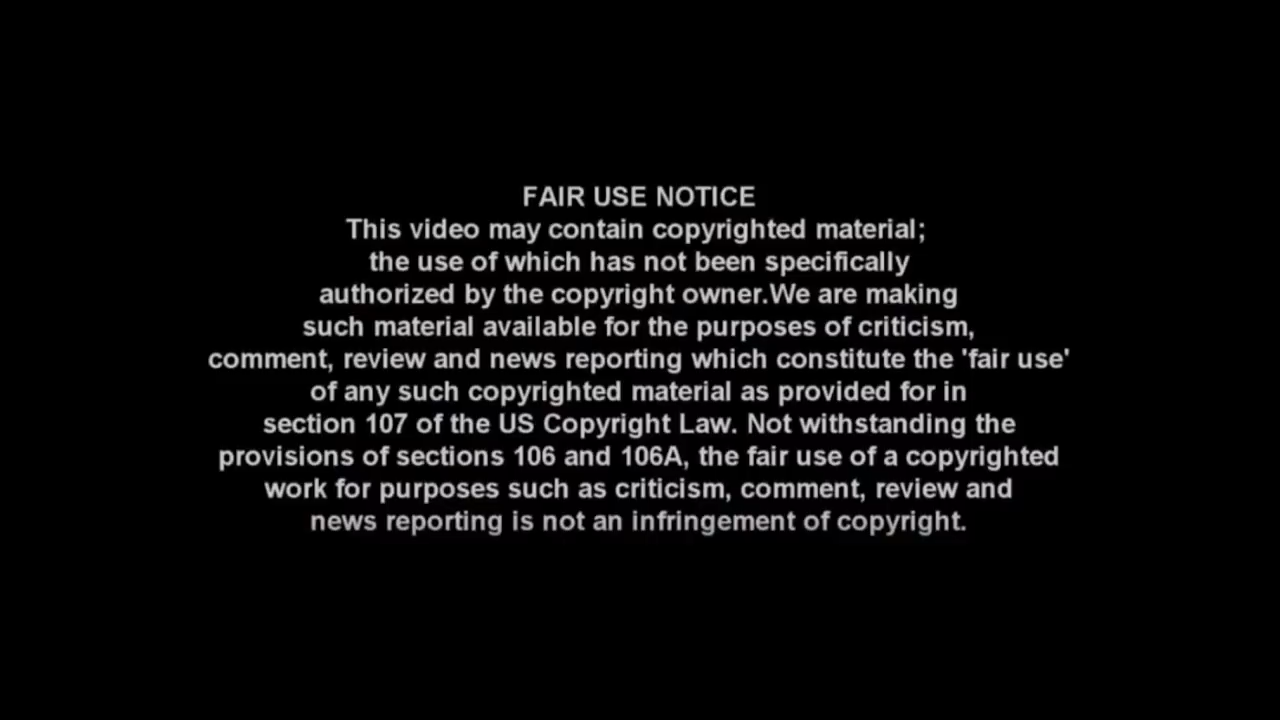 FAIR USE NOTICE
This video may contain copyrighted material;
the use of which has not been specifically
authorized by the copyright owner.We are making
such material available for the purposes of criticism,
comment, review and news reporting which constitute the 'fair use'
of any such copyrighted material as provided for in
section 107 of the US Copyright Law. Not withstanding the
provisions of sections 106 and 106A, the fair use of a copyrighted
work for purposes such as criticism, comment, review and
news reporting is not an infringement of copyright.